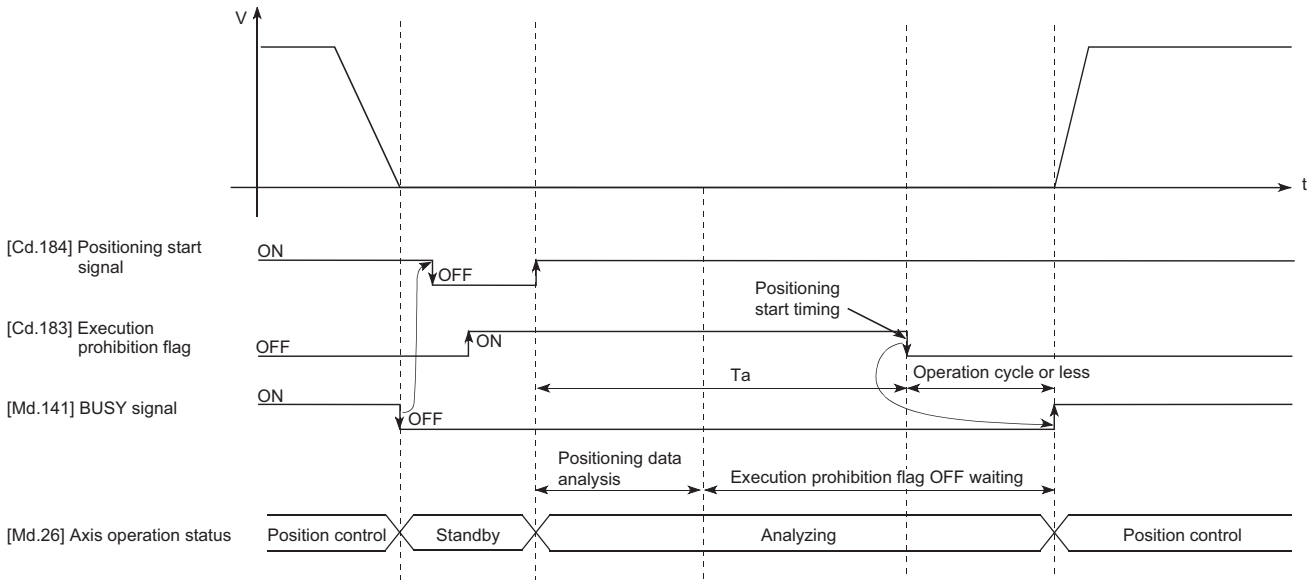 V
t
[Cd.184] Positioning start
signal
ON
OFF
Positioning
start timing
[Cd.183] Execution
prohibition flag
OFF
ON
Ta
Operation cycle or less
[Md.141] BUSY signal
ON
OFF
Positioning data
analysis
Execution prohibition flag OFF waiting
[Md.26] Axis operation status
Position control
Standby
Analyzing
Position control